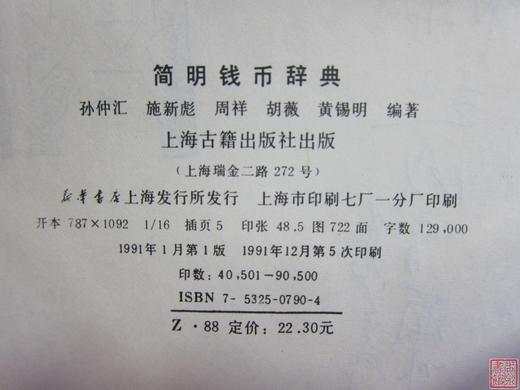 简明钱币辞典
孙仲汇 施新彪 周祥 胡薇 黄锡明 编著
上海古籍出版社出版
(上海瑞金二路272号)
新华书店上海发行所发行 上海市印刷七厂一分厂印刷
开本 787×1092 1/16 插页5 印张 48.5 图722面 字数 129,000
1991年1月第1版 1991年12月第5次印刷
印数: 40,501-90,500
ISBN 7-5325-0790-4
Z·88 定价: 22.30元